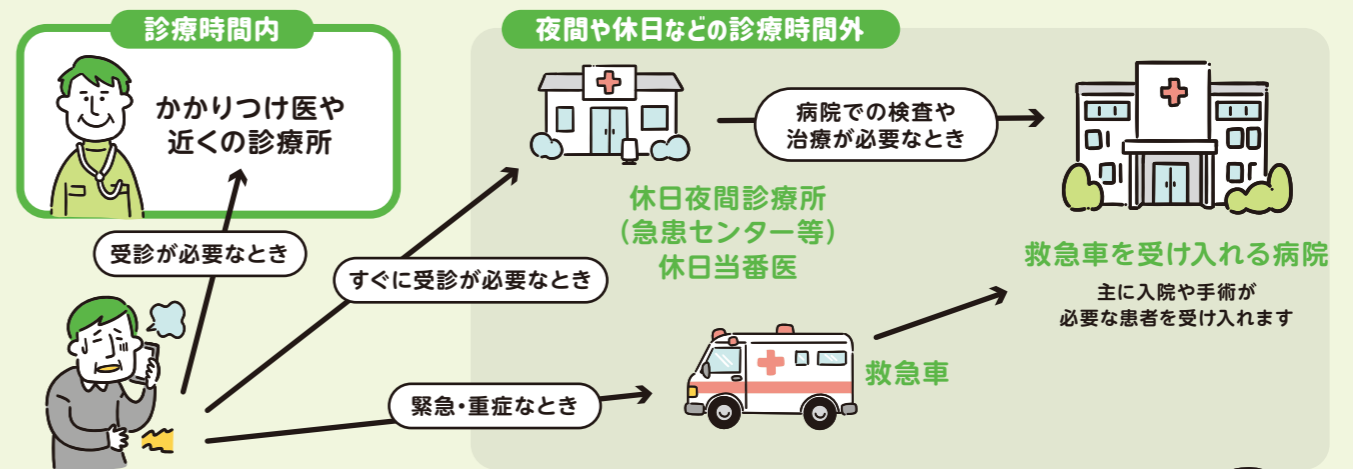 診療時間内
かかりつけ医や
近くの診療所
受診が必要なとき
夜間や休日などの診療時間外
すぐに受診が必要なとき
休日夜間診療所
（急患センター等）
休日当番医
病院での検査や
治療が必要なとき
緊急・重症なとき
救急車
救急車を受け入れる病院
主に入院や手術が
必要な患者を受け入れます